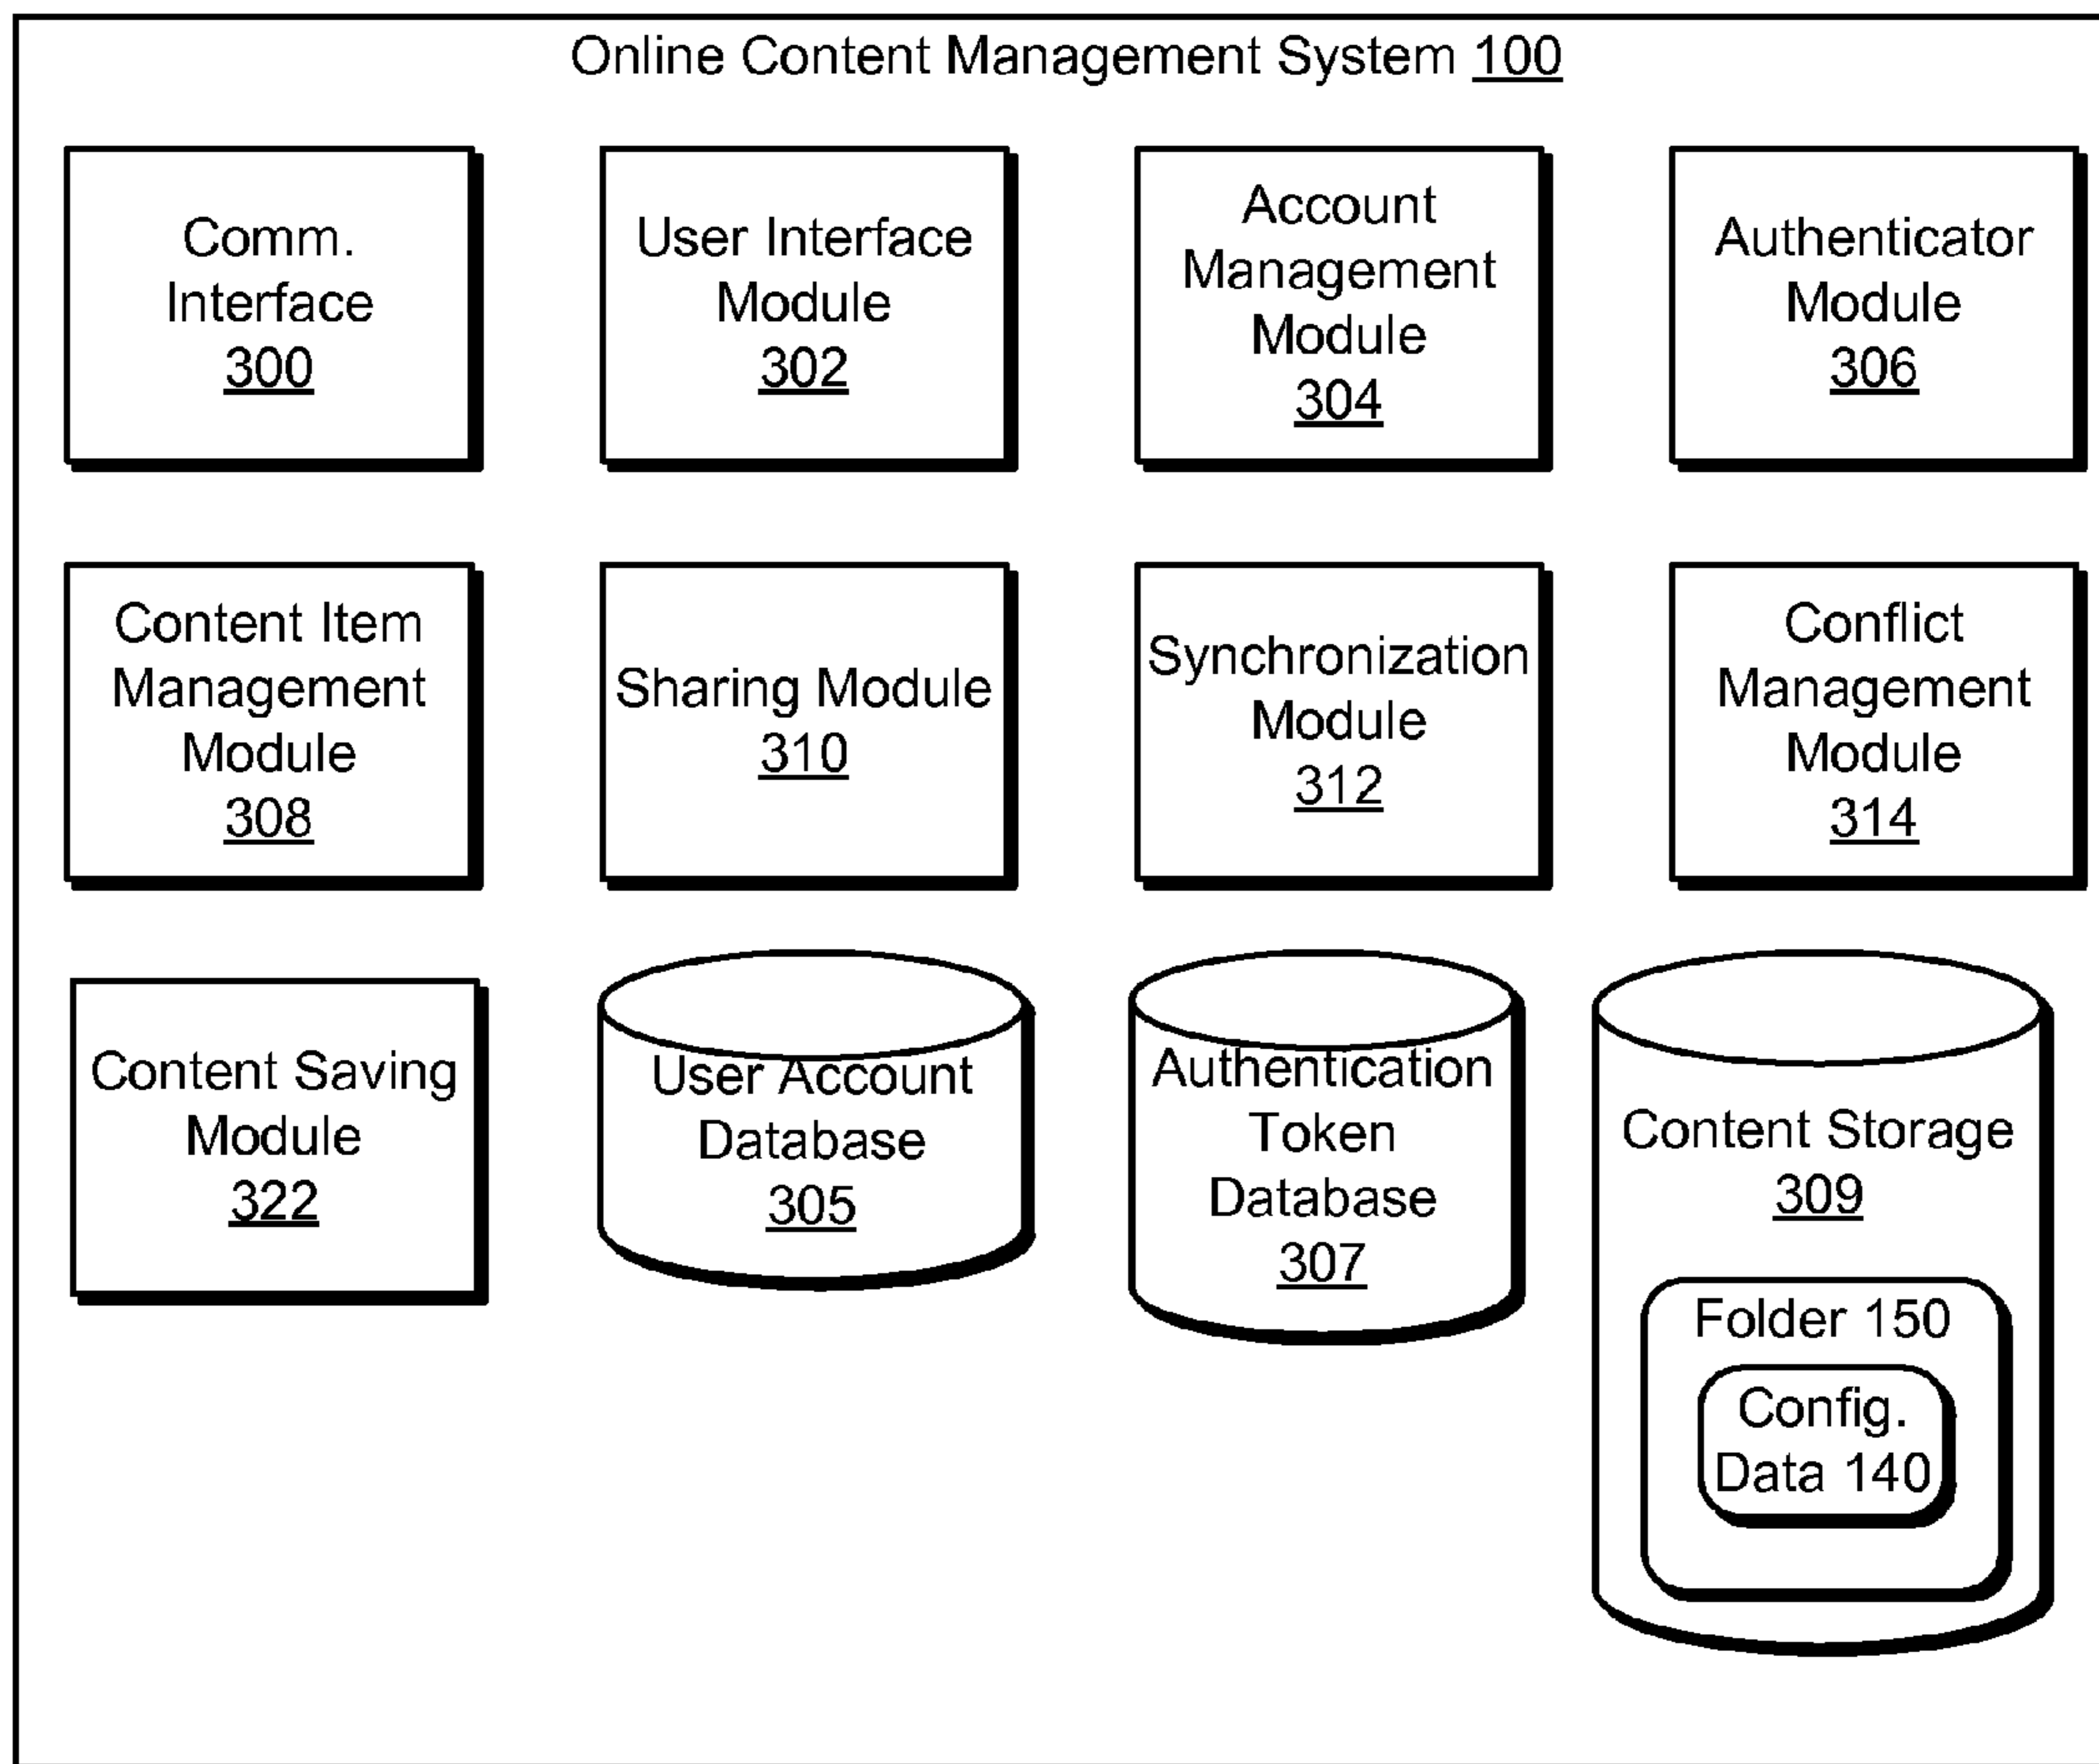 Online Content Management System 100
Comm.
Interface
300
User Interface
Module
302
Account
Management
Module
304
Authenticator
Module
306
Content Item
Management
Module
308
Sharing Module
310
Synchronization
Module
312
Conflict
Management
Module
314
Content Saving
Module
322
User Account
Database
305
Authentication
Token
Database
307
Content Storage
309
Folder 150
Config.
Data 140